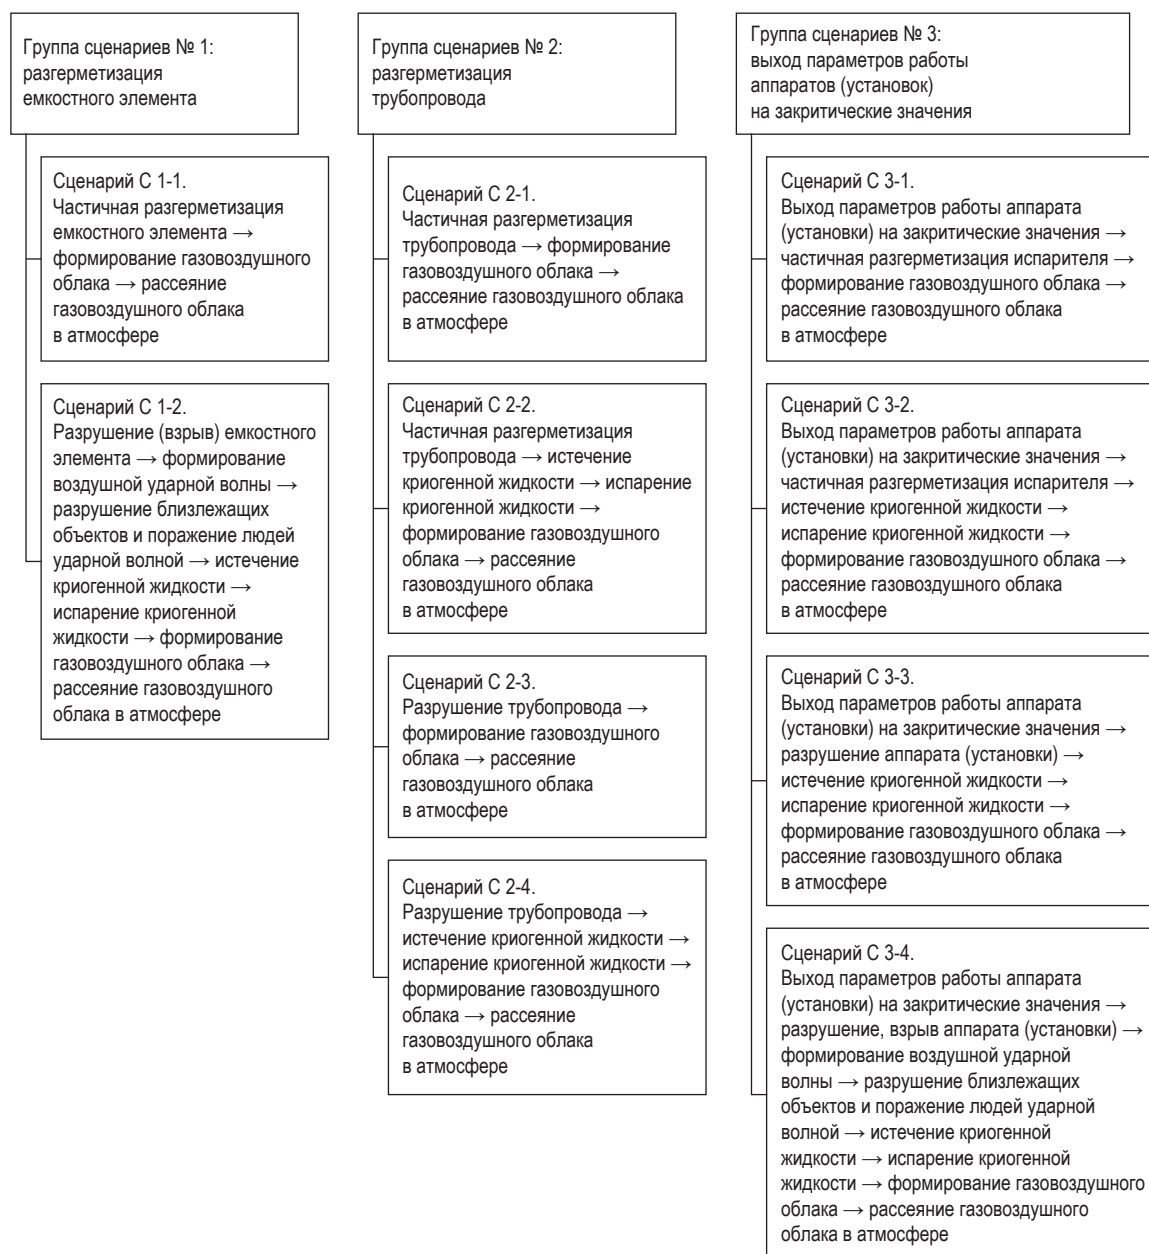 Группа сценариев № 1:
разгерметизация
емкостного элемента
Сценарий С 1-1.
Частичная разгерметизация
емкостного элемента →
формирование газовоздушного
облака → рассеяние
газовоздушного облака
в атмосфере
Сценарий С 1-2.
Разрушение (взрыв) емкостного
элемента → формирование
воздушной ударной волны →
разрушение близлежащих
объектов и поражение людей
ударной волной → истечение
криогенной жидкости →
испарение криогенной
жидкости → формирование
газовоздушного облака →
рассеяние газовоздушного
облака в атмосфере
Группа сценариев № 2:
разгерметизация
трубопровода
Сценарий С 2-1.
Частичная разгерметизация
трубопровода → формирование
газовоздушного облака →
рассеяние газовоздушного облака
в атмосфере
Сценарий С 2-2.
Частичная разгерметизация
трубопровода → истечение
криогенной жидкости → испарение
криогенной жидкости →
формирование газовоздушного
облака → рассеяние
газовоздушного облака
в атмосфере
Сценарий С 2-3.
Разрушение трубопровода →
формирование газовоздушного
облака → рассеяние
газовоздушного облака
в атмосфере
Сценарий С 2-4.
Разрушение трубопровода →
истечение криогенной жидкости →
испарение криогенной жидкости →
формирование газовоздушного
облака → рассеяние
газовоздушного облака
в атмосфере
Группа сценариев № 3:
выход параметров работы
аппаратов (установок)
на закритические значения
Сценарий С 3-1.
Выход параметров работы аппарата
(установки) на закритические значения →
частичная разгерметизация испарителя →
формирование газовоздушного облака →
рассеяние газовоздушного облака
в атмосфере
Сценарий С 3-2.
Выход параметров работы аппарата
(установки) на закритические значения →
частичная разгерметизация испарителя →
истечение криогенной жидкости →
испарение криогенной жидкости →
формирование газовоздушного облака →
рассеяние газовоздушного облака
в атмосфере
Сценарий С 3-3.
Выход параметров работы аппарата
(установки) на закритические значения →
разрушение аппарата (установки) →
истечение криогенной жидкости →
испарение криогенной жидкости →
формирование газовоздушного облака →
рассеяние газовоздушного облака
в атмосфере
Сценарий С 3-4.
Выход параметров работы аппарата
(установки) на закритические значения →
разрушение, взрыв аппарата (установки) →
формирование воздушной ударной
волны → разрушение близлежащих
объектов и поражение людей ударной
волной → истечение криогенной
жидкости → испарение криогенной
жидкости → формирование газовоздушного
облака → рассеяние газовоздушного
облака в атмосфере